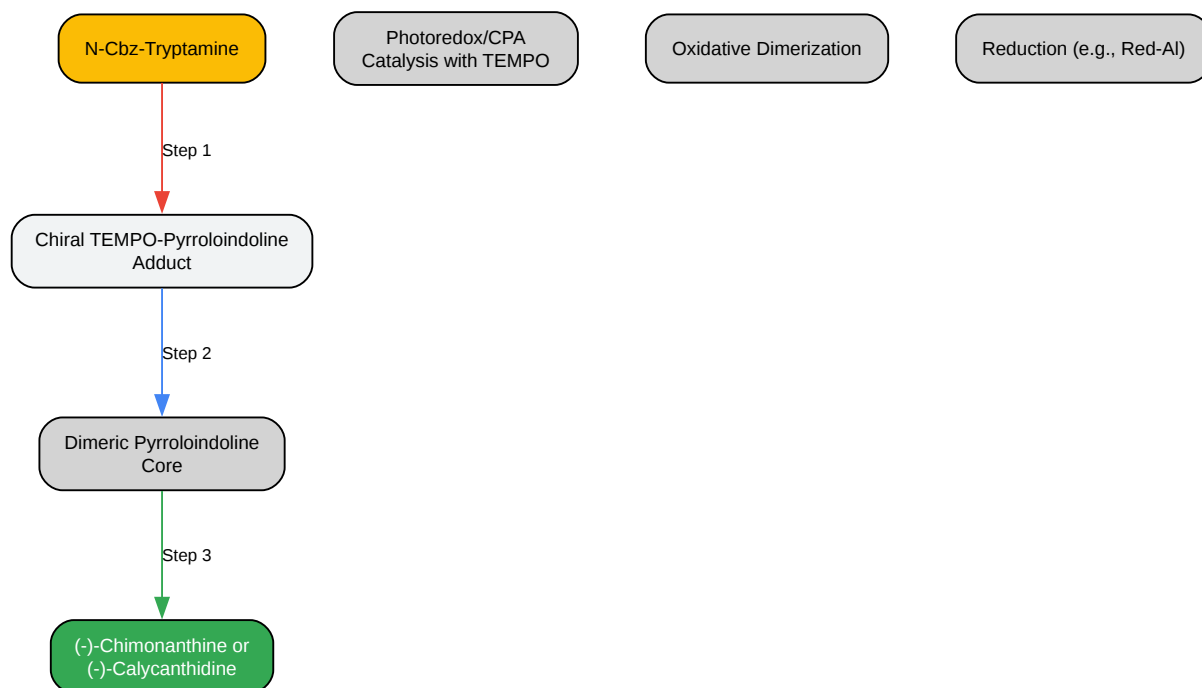 N-Cbz-Tryptamine
Photoredox/CPA
Catalysis with TEMPO
Oxidative Dimerization
Reduction (e.g., Red-Al)
Step 1
Chiral TEMPO-Pyrroloindoline
Adduct
Step 2
Dimeric Pyrroloindoline
Core
Step 3
(-)-Chimonanthine or
(-)-Calycanthidine